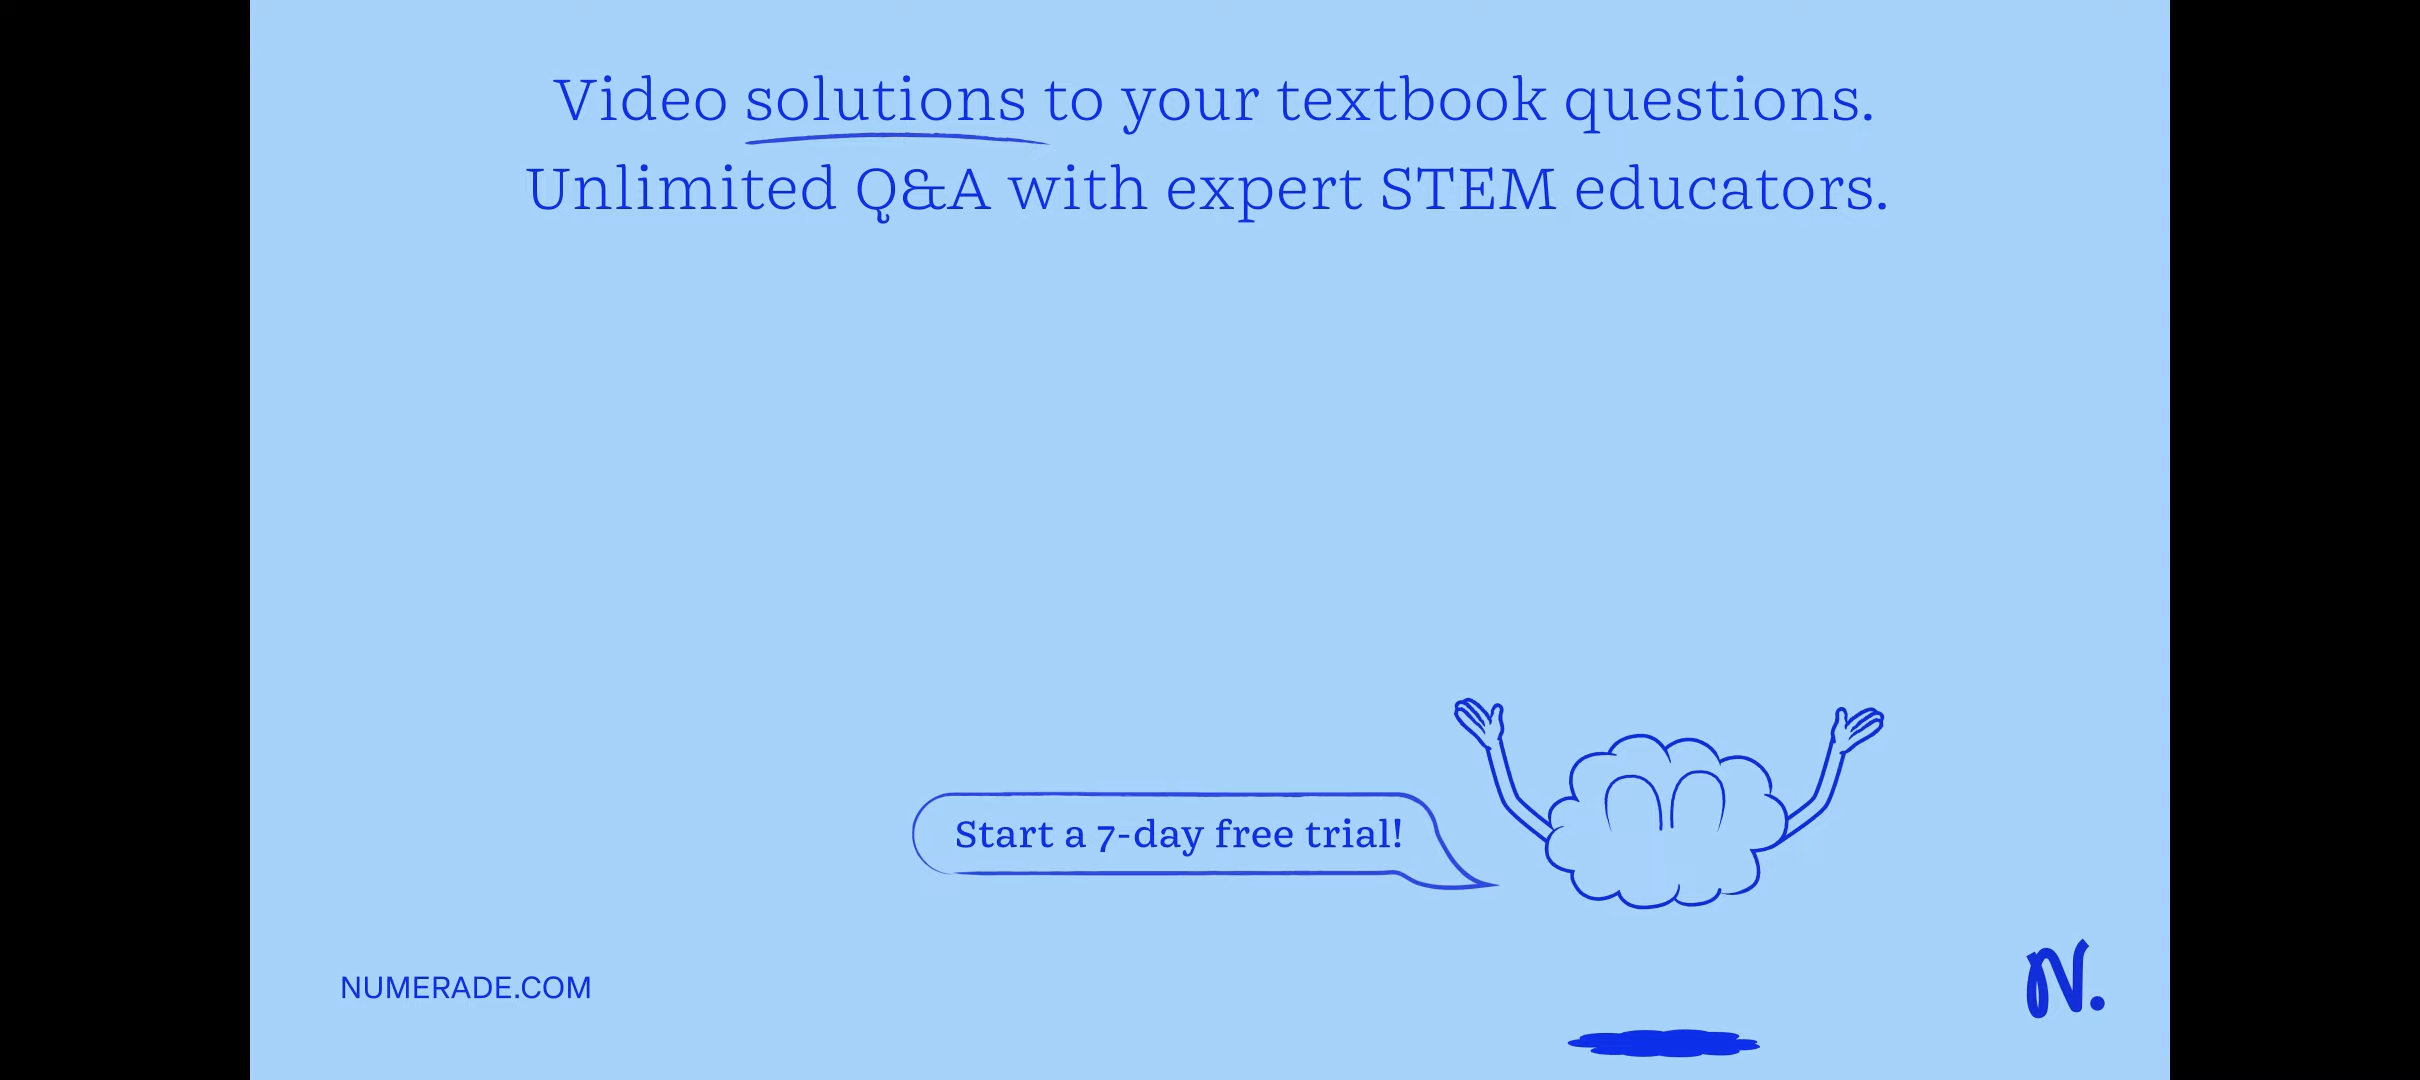 Video solutions to your textbook questions.
Unlimited Q&A with expert STEM educators.
Start a 7-day free trial!
NUMERADE.COM
N.